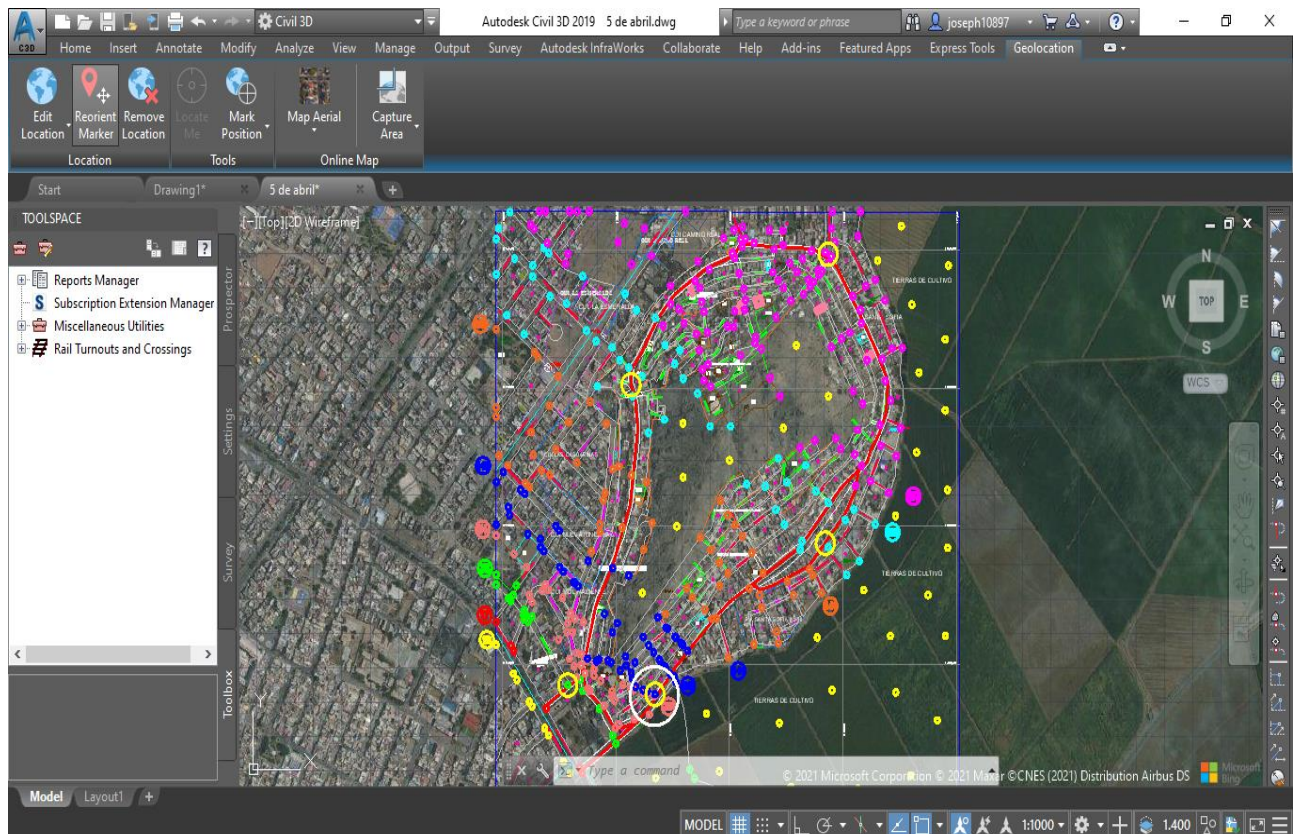 Civil 3D
Autodesk Civil 3D 2019 5 de abril.dwg
Type a keyword or phrase
joseph10897
?
C3D
Home Insert Annotate Modify Analyze View Manage Output Survey Autodesk InfraWorks Collaborate Help Add-ins Featured Apps Express Tools Geolocation
Edit Location
Reorient Marker
Remove Location
Locate Me
Mark Position
Map Aerial
Capture Area
Location
Tools
Online Map
Start
Drawing1*
5 de abril*
TOOLSPACE
[-][Top][2D Wireframe]
Reports Manager
Subscription Extension Manager
Miscellaneous Utilities
Rail Turnouts and Crossings
Prospector
Settings
Survey
Toolbox
N
W
TOP
E
S
WCS
TIERRAS DE CULTIVO
TIERRAS DE CULTIVO
TIERRAS DE CULTIVO
Y
X
Type a command
© 2021 Microsoft Corporation © 2021 Maxar ©CNES (2021) Distribution Airbus DS
Microsoft
Bing
Model Layout1 +
MODEL
1:1000
1.400